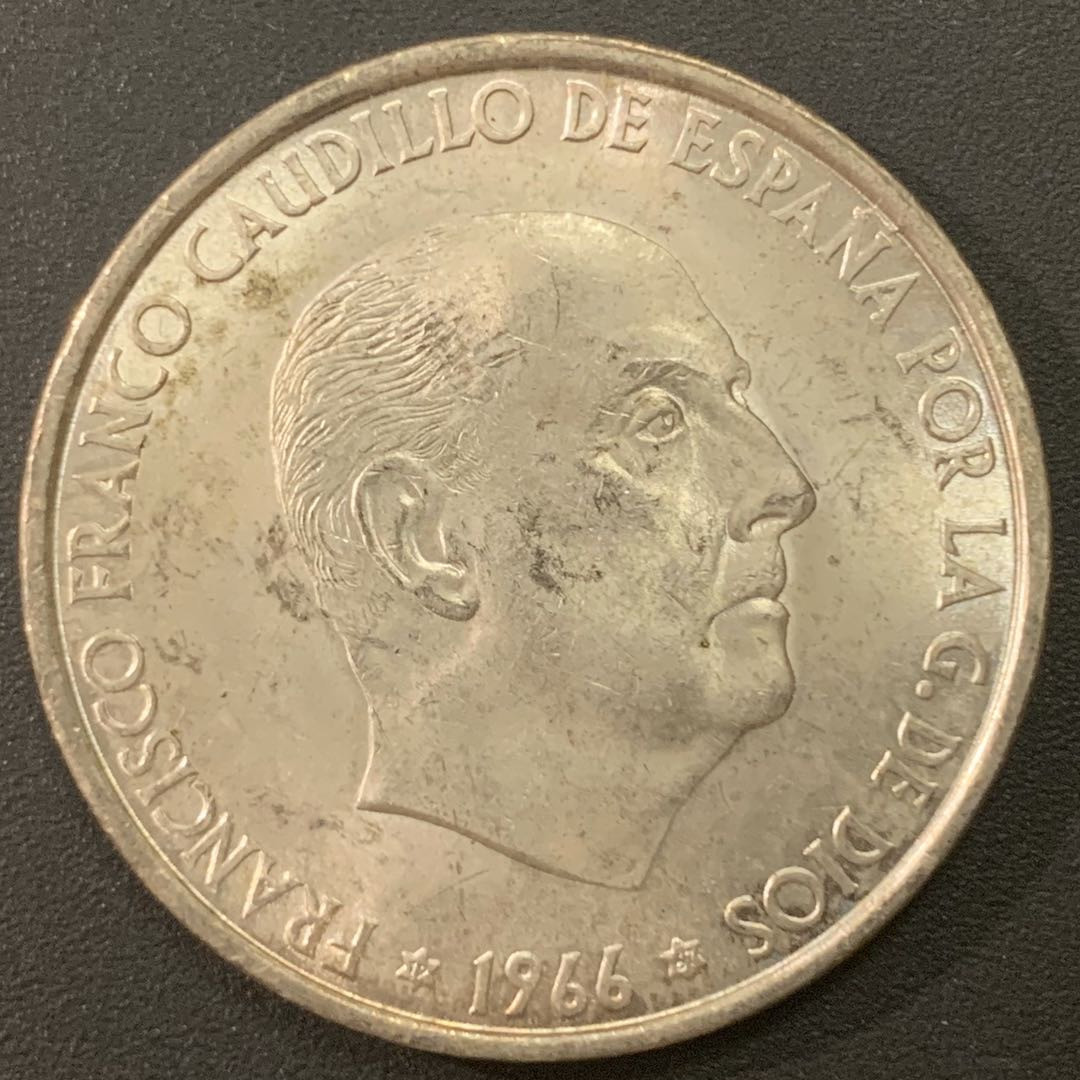 FRANCISCO FRANCO CAUDILLO DE ESPAÑA POR LA G. DE DIOS
1966